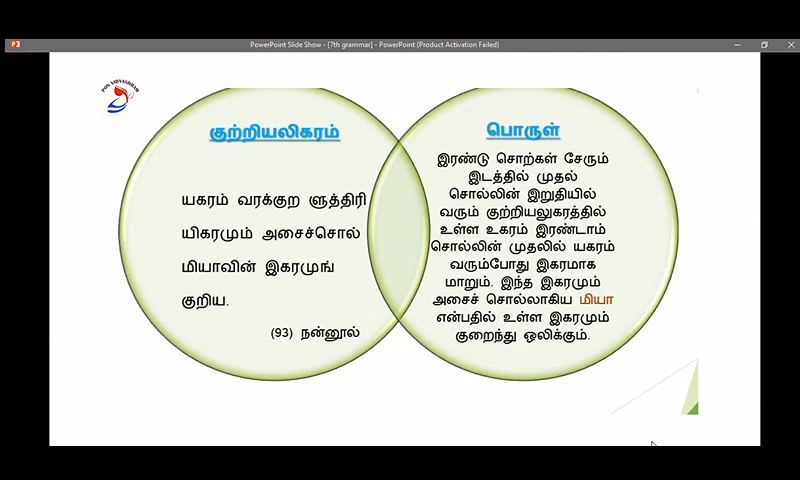 PowerPoint Slide Show - [7th grammar] - PowerPoint (Product Activation Failed)
PON VIDYASHRAM
குற்றியலிகரம்
யகரம் வரக்குற ளுத்திரி
யிகரமும் அசைச்சொல்
மியாவின் இகரமுங்
குறிய.
(93) நன்னூல்
பொருள்
இரண்டு சொற்கள் சேரும்
இடத்தில் முதல்
சொல்லின் இறுதியில்
வரும் குற்றியலுகரத்தில்
உள்ள உகரம் இரண்டாம்
சொல்லின் முதலில் யகரம்
வரும்போது இகரமாக
மாறும். இந்த இகரமும்
அசைச் சொல்லாகிய மியா
என்பதில் உள்ள இகரமும்
குறைந்து ஒலிக்கும்.